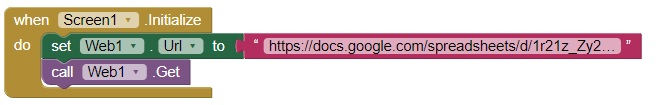 when Screen1 .Initialize
do set Web1 . Url to “ https://docs.google.com/spreadsheets/d/1r21z_Zy2... ”
call Web1 .Get